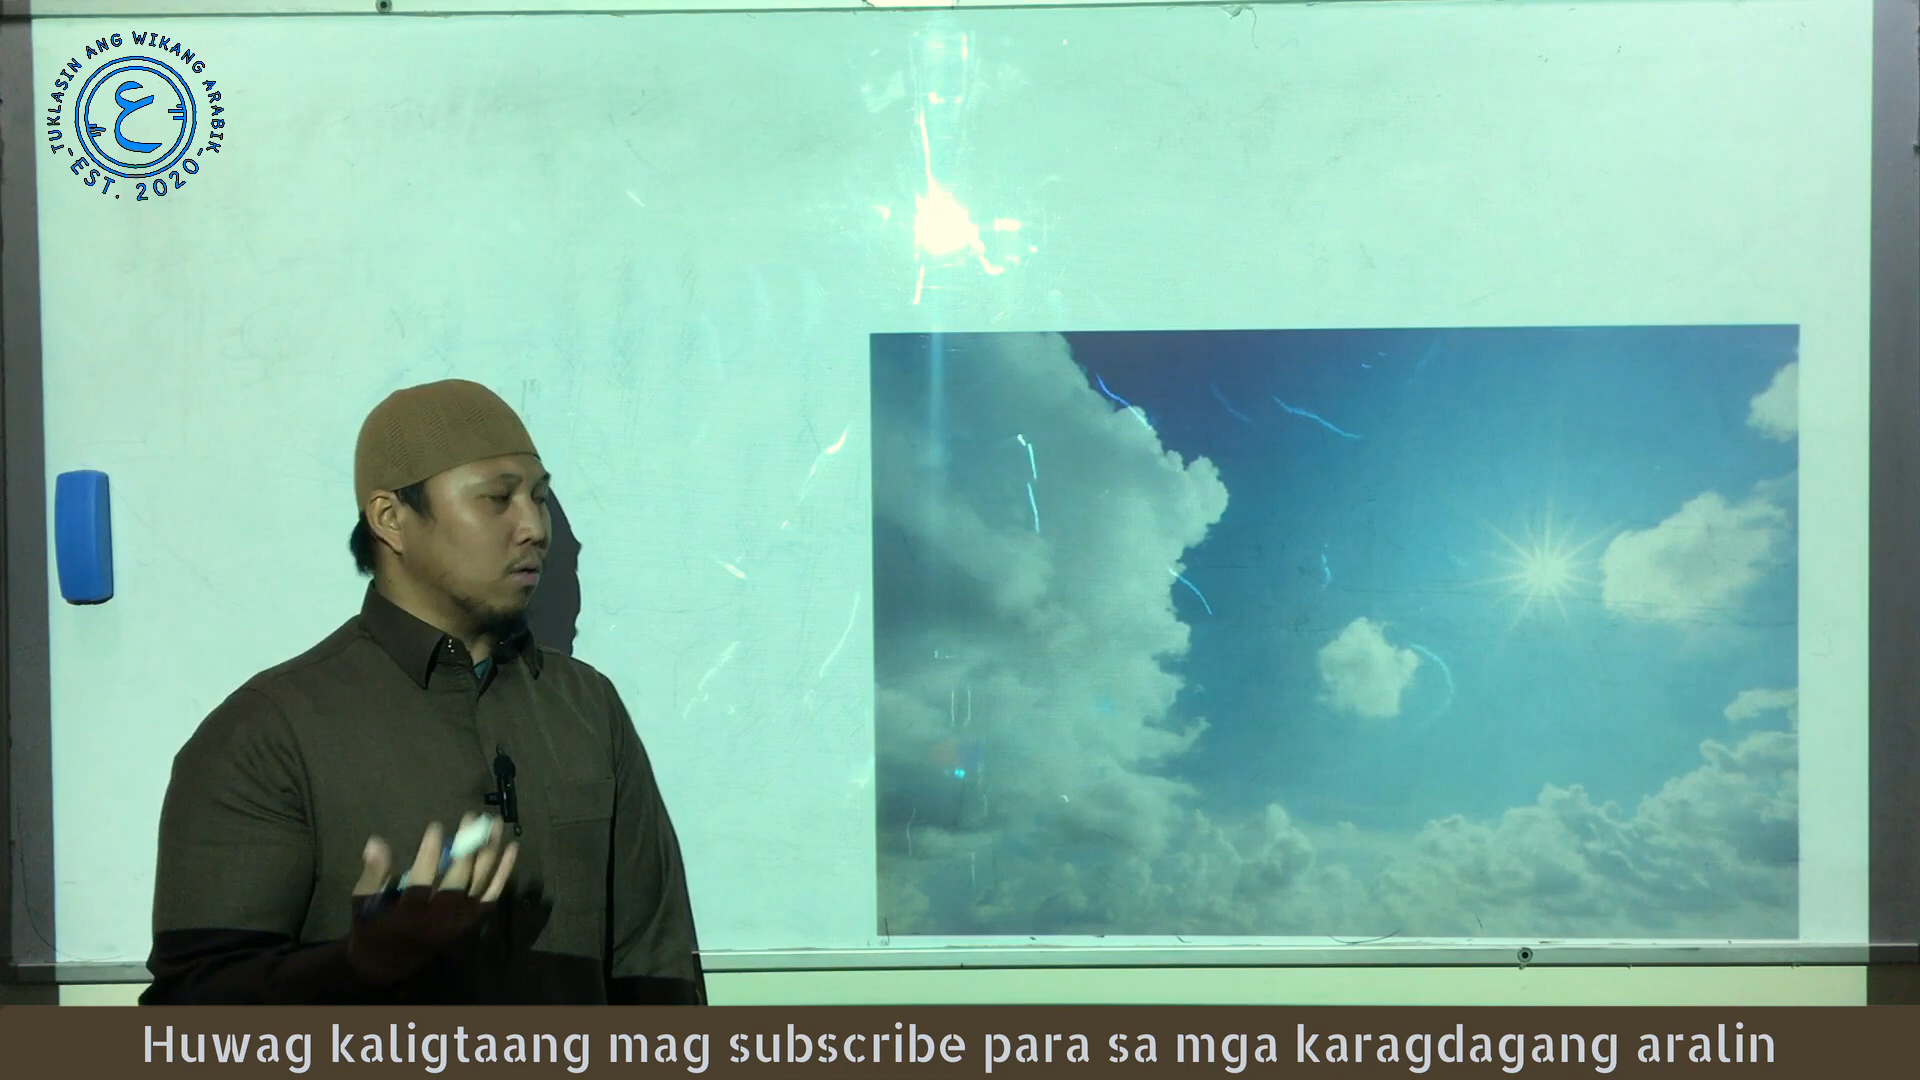 TUKLASIN ANG WIKANG ARABIK
ع
-EST. 2020-
Huwag kaligtaang mag subscribe para sa mga karagdagang aralin